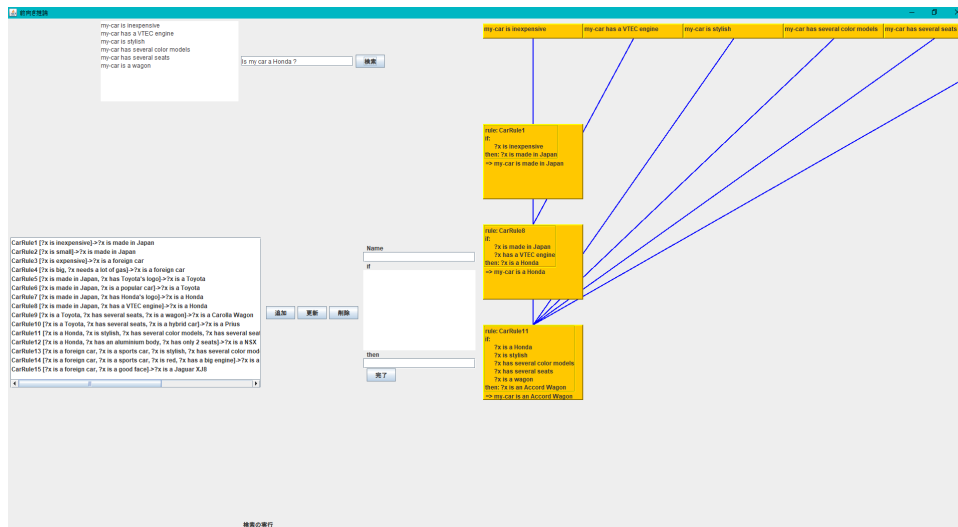 前向き推論
my-car is inexpensive
my-car has a VTEC engine
my-car is stylish
my-car has several color models
my-car has several seats
my-car is a wagon
Is my car a Honda ?
検索
my-car is inexpensive
my-car has a VTEC engine
my-car is stylish
my-car has several color models
my-car has several seats
rule: CarRule1
if:
?x is inexpensive
then: ?x is made in Japan
=> my-car is made in Japan
rule: CarRule8
if:
?x is made in Japan
?x has a VTEC engine
then: ?x is a Honda
=> my-car is a Honda
rule: CarRule11
if:
?x is a Honda
?x is stylish
?x has several color models
?x has several seats
?x is a wagon
then: ?x is an Accord Wagon
=> my-car is an Accord Wagon
CarRule1 [?x is inexpensive]->?x is made in Japan
CarRule2 [?x is small]->?x is made in Japan
CarRule3 [?x is expensive]->?x is a foreign car
CarRule4 [?x is big, ?x needs a lot of gas]->?x is a foreign car
CarRule5 [?x is made in Japan, ?x has Toyota's logo]->?x is a Toyota
CarRule6 [?x is made in Japan, ?x is a popular car]->?x is a Toyota
CarRule7 [?x is made in Japan, ?x has Honda's logo]->?x is a Honda
CarRule8 [?x is made in Japan, ?x has a VTEC engine]->?x is a Honda
CarRule9 [?x is a Toyota, ?x has several seats, ?x is a wagon]->?x is a Carolla Wagon
CarRule10 [?x is a Toyota, ?x has several seats, ?x is a hybrid car]->?x is a Prius
CarRule11 [?x is a Honda, ?x is stylish, ?x has several color models, ?x has several seat
CarRule12 [?x is a Honda, ?x has an aluminium body, ?x has only 2 seats]->?x is a NSX
CarRule13 [?x is a foreign car, ?x is a sports car, ?x is stylish, ?x has several color mod
CarRule14 [?x is a foreign car, ?x is a sports car, ?x is red, ?x has a big engine]->?x is a
CarRule15 [?x is a foreign car, ?x is a good face]->?x is a Jaguar XJ8
追加
更新
削除
Name
if
then
完了
検索の実行